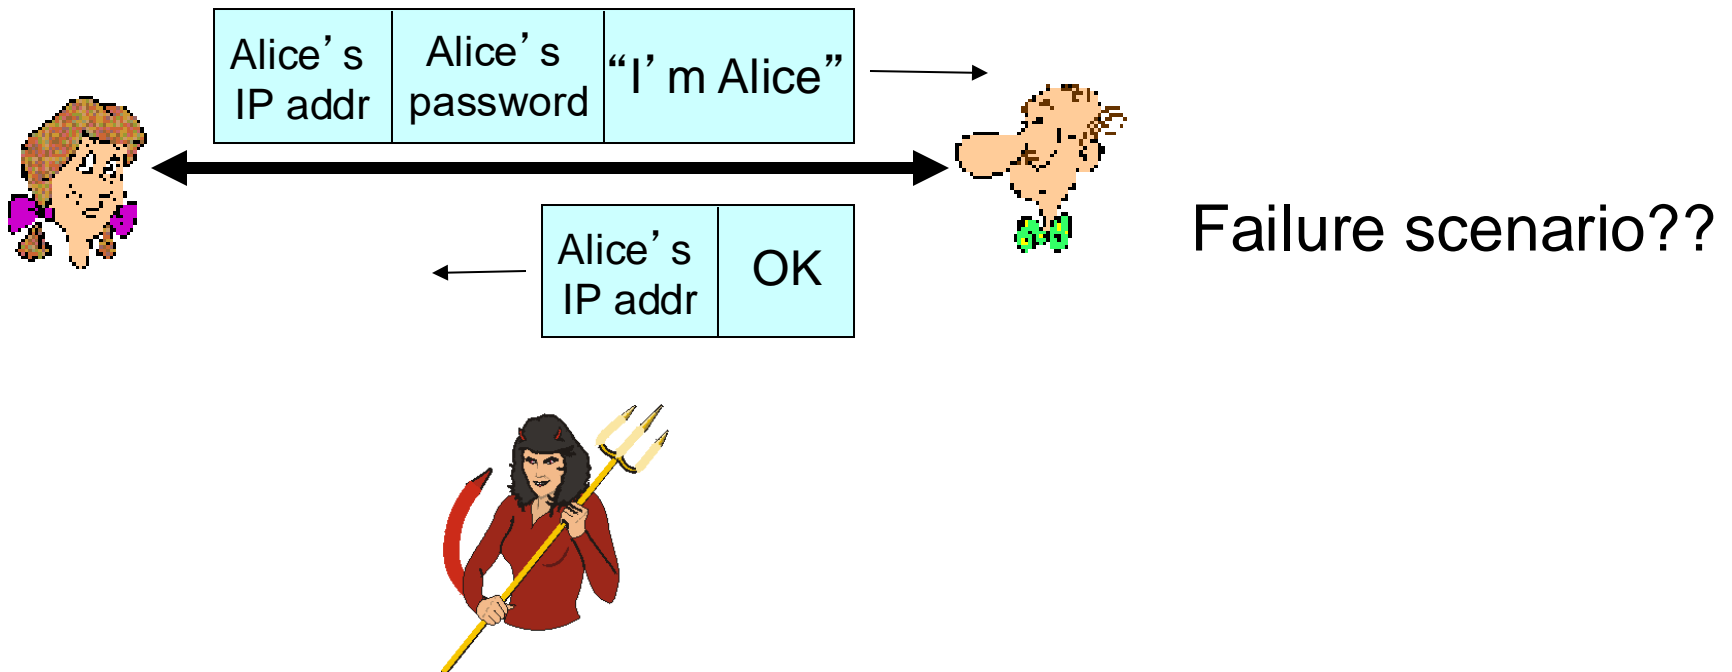 Alice’s
IP addr
Alice’s
password
“I’m Alice”
Failure scenario??
Alice’s
IP addr
OK